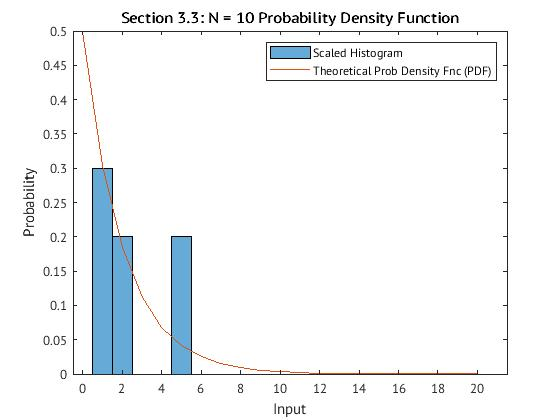 Section 3.3: N = 10 Probability Density Function
Scaled Histogram
Theoretical Prob Density Fnc (PDF)
0.5
0.45
0.4
0.35
0.3
0.25
0.2
0.15
0.1
0.05
0
Probability
0 2 4 6 8 10 12 14 16 18 20
Input